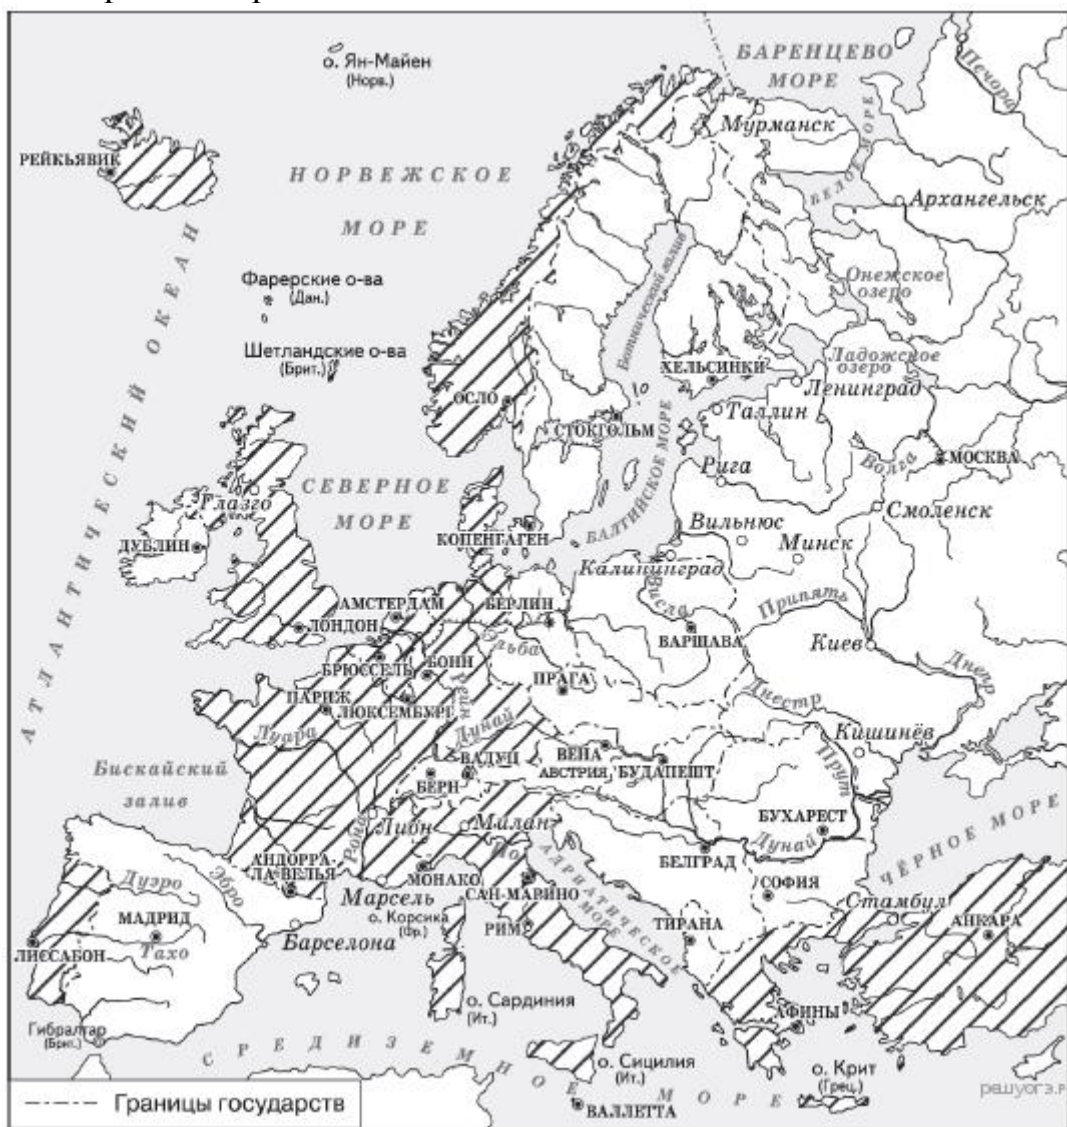 БАРЕНЦЕВО
МОРЕ
Печора
о. Ян-Майен
(Норв.)
Мурманск
БЕЛОЕ МОРЕ
РЕЙКЬЯВИК
НОРВЕЖСКОЕ
МОРЕ
Архангельск
АТЛАНТИЧЕСКИЙ ОКЕАН
Фарерские о-ва
(Дан.)
Ботнический залив
Онежское
озеро
Шетландские о-ва
(Брит.)
Ладожское
озеро
ХЕЛЬСИНКИ
Ленинград
ОСЛО
Таллин
СТОКГОЛЬМ
БАЛТИЙСКОЕ МОРЕ
Волга
МОСКВА
Рига
СЕВЕРНОЕ
МОРЕ
Глазго
Смоленск
Вильнюс
КОПЕНГАГЕН
Минск
ДУБЛИН
Калининград
Висла
Припять
АМСТЕРДАМ
БЕРЛИН
ЛОНДОН
Эльба
ВАРШАВА
Киев
Днепр
БРЮССЕЛЬ
БОНН
ПРАГА
ПАРИЖ
ЛЮКСЕМБУРГ
Рейн
Днестр
Луара
Дунай
Кишинёв
Бискайский
залив
ВАДУЦ
ВЕНА
АВСТРИЯ
БУДАПЕШТ
Прут
БЕРН
Лион
Милан
БУХАРЕСТ
Рона
По
БЕЛГРАД
Дунай
ЧЁРНОЕ МОРЕ
АНДОРРА-
ЛА-ВЕЛЬЯ
МОНАКО
САН-МАРИНО
АДРИАТИЧЕСКОЕ
МОРЕ
СОФИЯ
Дуэро
Эбро
Марсель
Стамбул
МАДРИД
о. Корсика
(Фр.)
РИМ
ТИРАНА
АНКАРА
Тахо
Барселона
ЛИССАБОН
о. Сардиния
(Ит.)
АФИНЫ
Гибралтар
(Брит.)
СРЕДИЗЕМНОЕ МОРЕ
о. Сицилия
(Ит.)
о. Крит
(Грец.)
Границы государств
ВАЛЛЕТТА